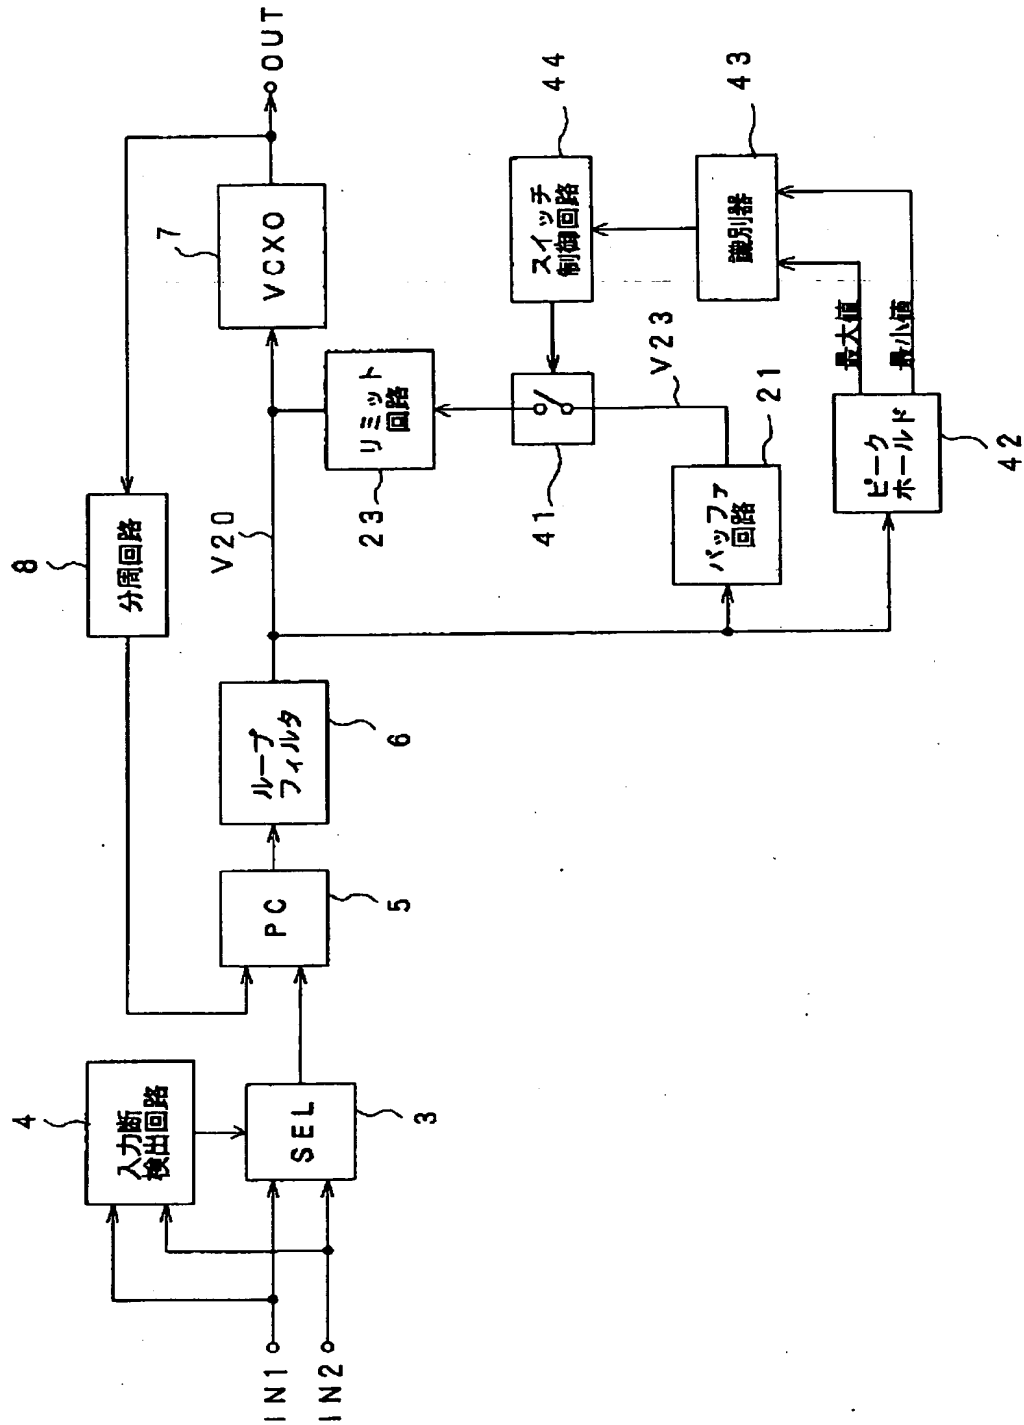 IN1
IN2
4
入力断
検出回路
SEL
3
PC
5
ループ
フィルタ
6
8
分周回路
V20
7
VCXO
OUT
リミット
回路
23
41
スイッチ
制御回路
44
V23
バッファ
回路
21
識別器
43
最大値
最小値
ピーク
ホールド
42